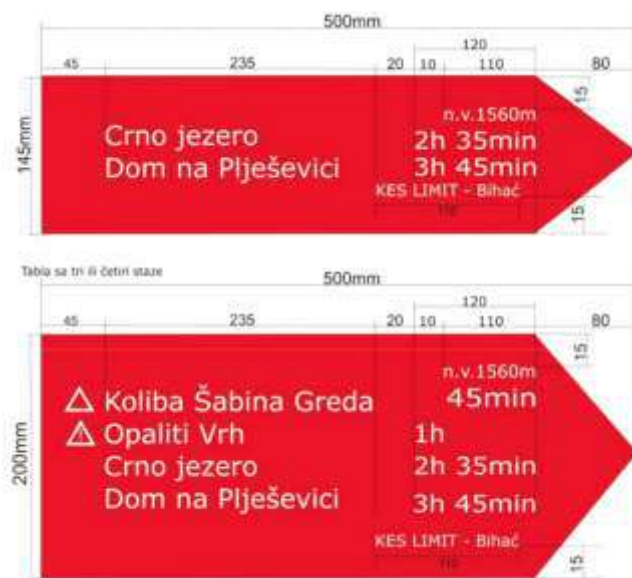 500mm
120
45 235 20 10 110 80
15
145mm
n.v.1560m
Crno jezero 2h 35min
Dom na Plješevici 3h 45min
KES LIMIT - Bihać
110
15
Tabla sa tri ili četiri staze
500mm
120
45 235 20 10 110 80
15
200mm
n.v.1560m
Koliba Šabina Greda 45min
Opaliti Vrh 1h
Crno jezero 2h 35min
Dom na Plješevici 3h 45min
KES LIMIT - Bihać
110
15